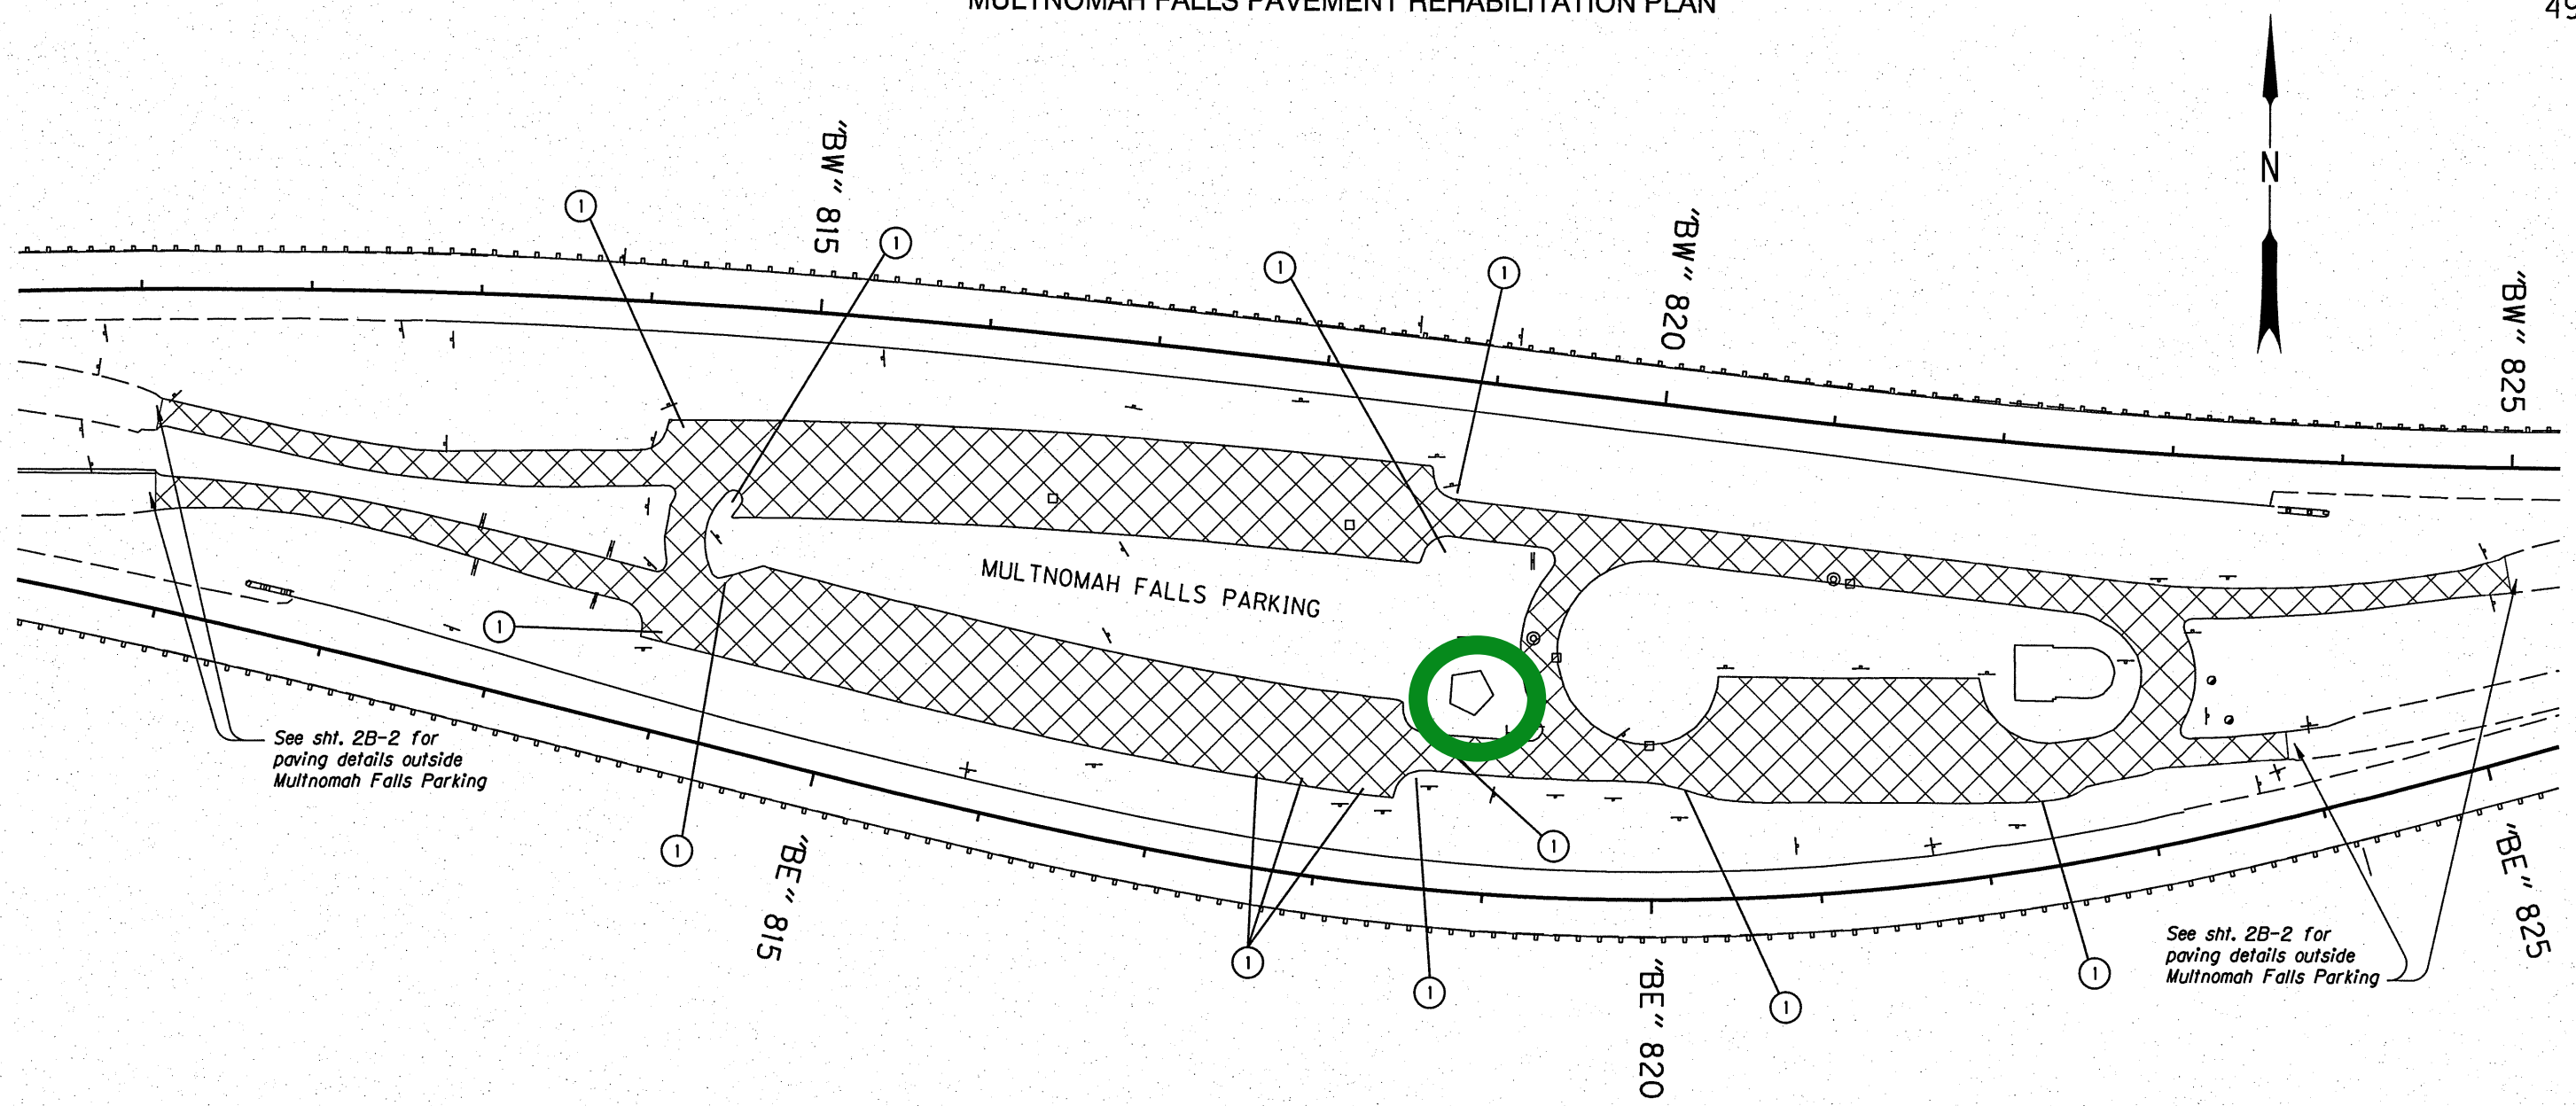 MULTNOMAH FALLS PAVEMENT REHABILITATION PLAN
49
N
"BW" 815
"BW" 820
"BW" 825
1
1
1
1
MULTNOMAH FALLS PARKING
1
See sht. 2B-2 for
paving details outside
Multnomah Falls Parking
1
1
1
1
1
1
"BE" 815
"BE" 820
"BE" 825
See sht. 2B-2 for
paving details outside
Multnomah Falls Parking